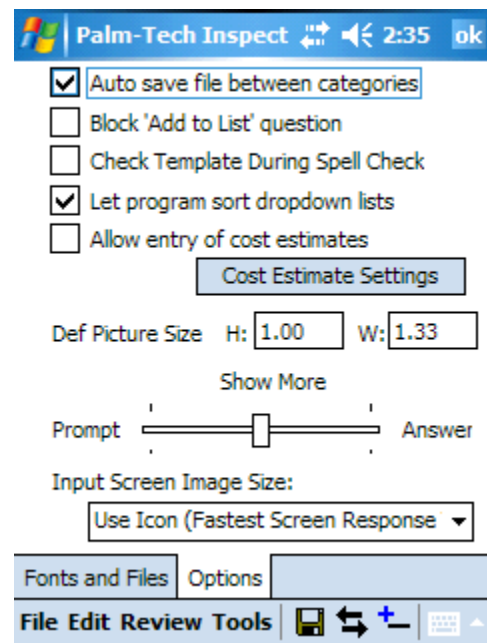 Palm-Tech Inspect 2:35 ok
Auto save file between categories
Block 'Add to List' question
Check Template During Spell Check
Let program sort dropdown lists
Allow entry of cost estimates
Cost Estimate Settings
Def Picture Size H: 1.00 W: 1.33
Show More
Prompt Answer
Input Screen Image Size:
Use Icon (Fastest Screen Response
Fonts and Files Options
File Edit Review Tools